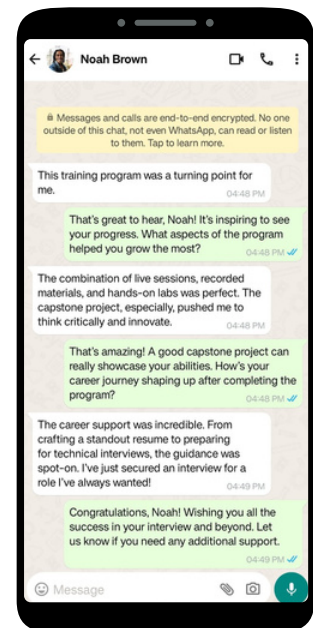 Noah Brown
Messages and calls are end-to-end encrypted. No one
outside of this chat, not even WhatsApp, can read or listen
to them. Tap to learn more.
This training program was a turning point for
me.
04:48 PM
That's great to hear, Noah! It's inspiring to see
your progress. What aspects of the program
helped you grow the most?
04:48 PM
The combination of live sessions, recorded
materials, and hands-on labs was perfect. The
capstone project, especially, pushed me to
think critically and innovate.
04:48 PM
That's amazing! A good capstone project can
really showcase your abilities. How's your
career journey shaping up after completing the
program?
04:48 PM
The career support was incredible. From
crafting a standout resume to preparing
for technical interviews, the guidance was
spot-on. I've just secured an interview for a
role I've always wanted!
04:49 PM
Congratulations, Noah! Wishing you all the
success in your interview and beyond. Let
us know if you need any additional support.
04:49 PM
Message